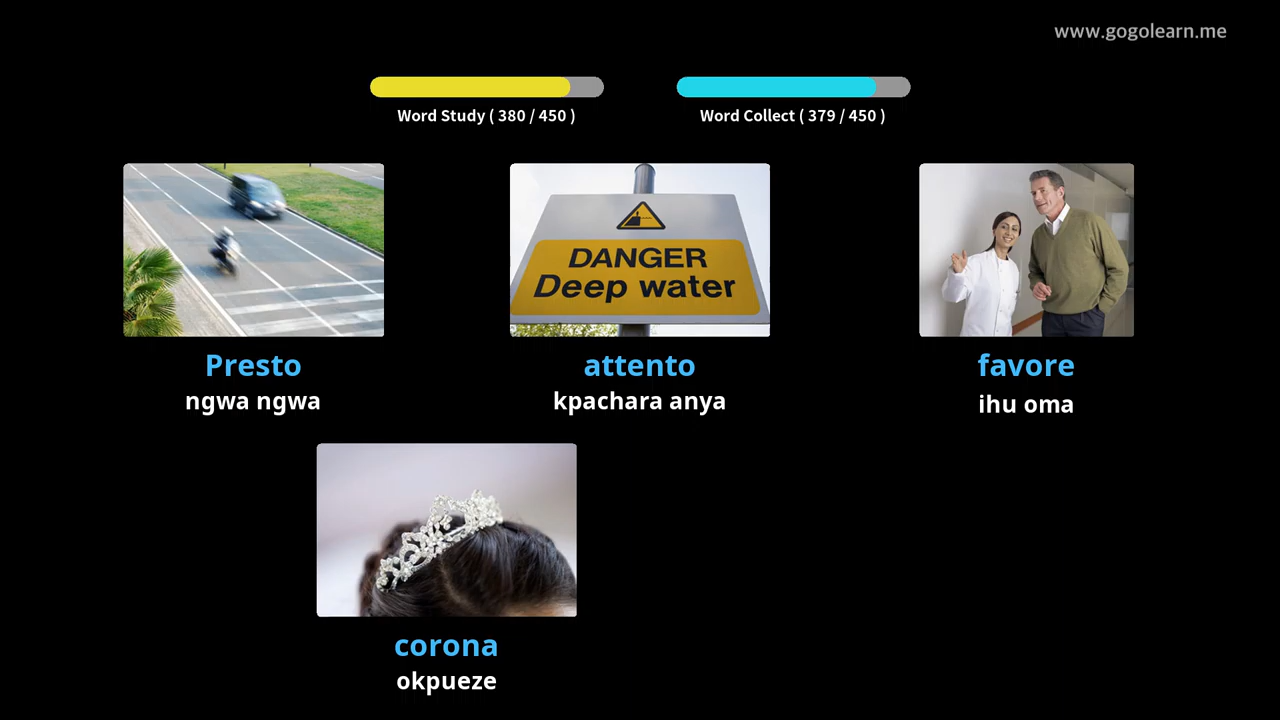 www.gogolearn.me
Word Study ( 380 / 450 )
Word Collect ( 379 / 450 )
DANGER
Deep water
Presto
ngwa ngwa
attento
kpachara anya
favore
ihu oma
corona
okpueze